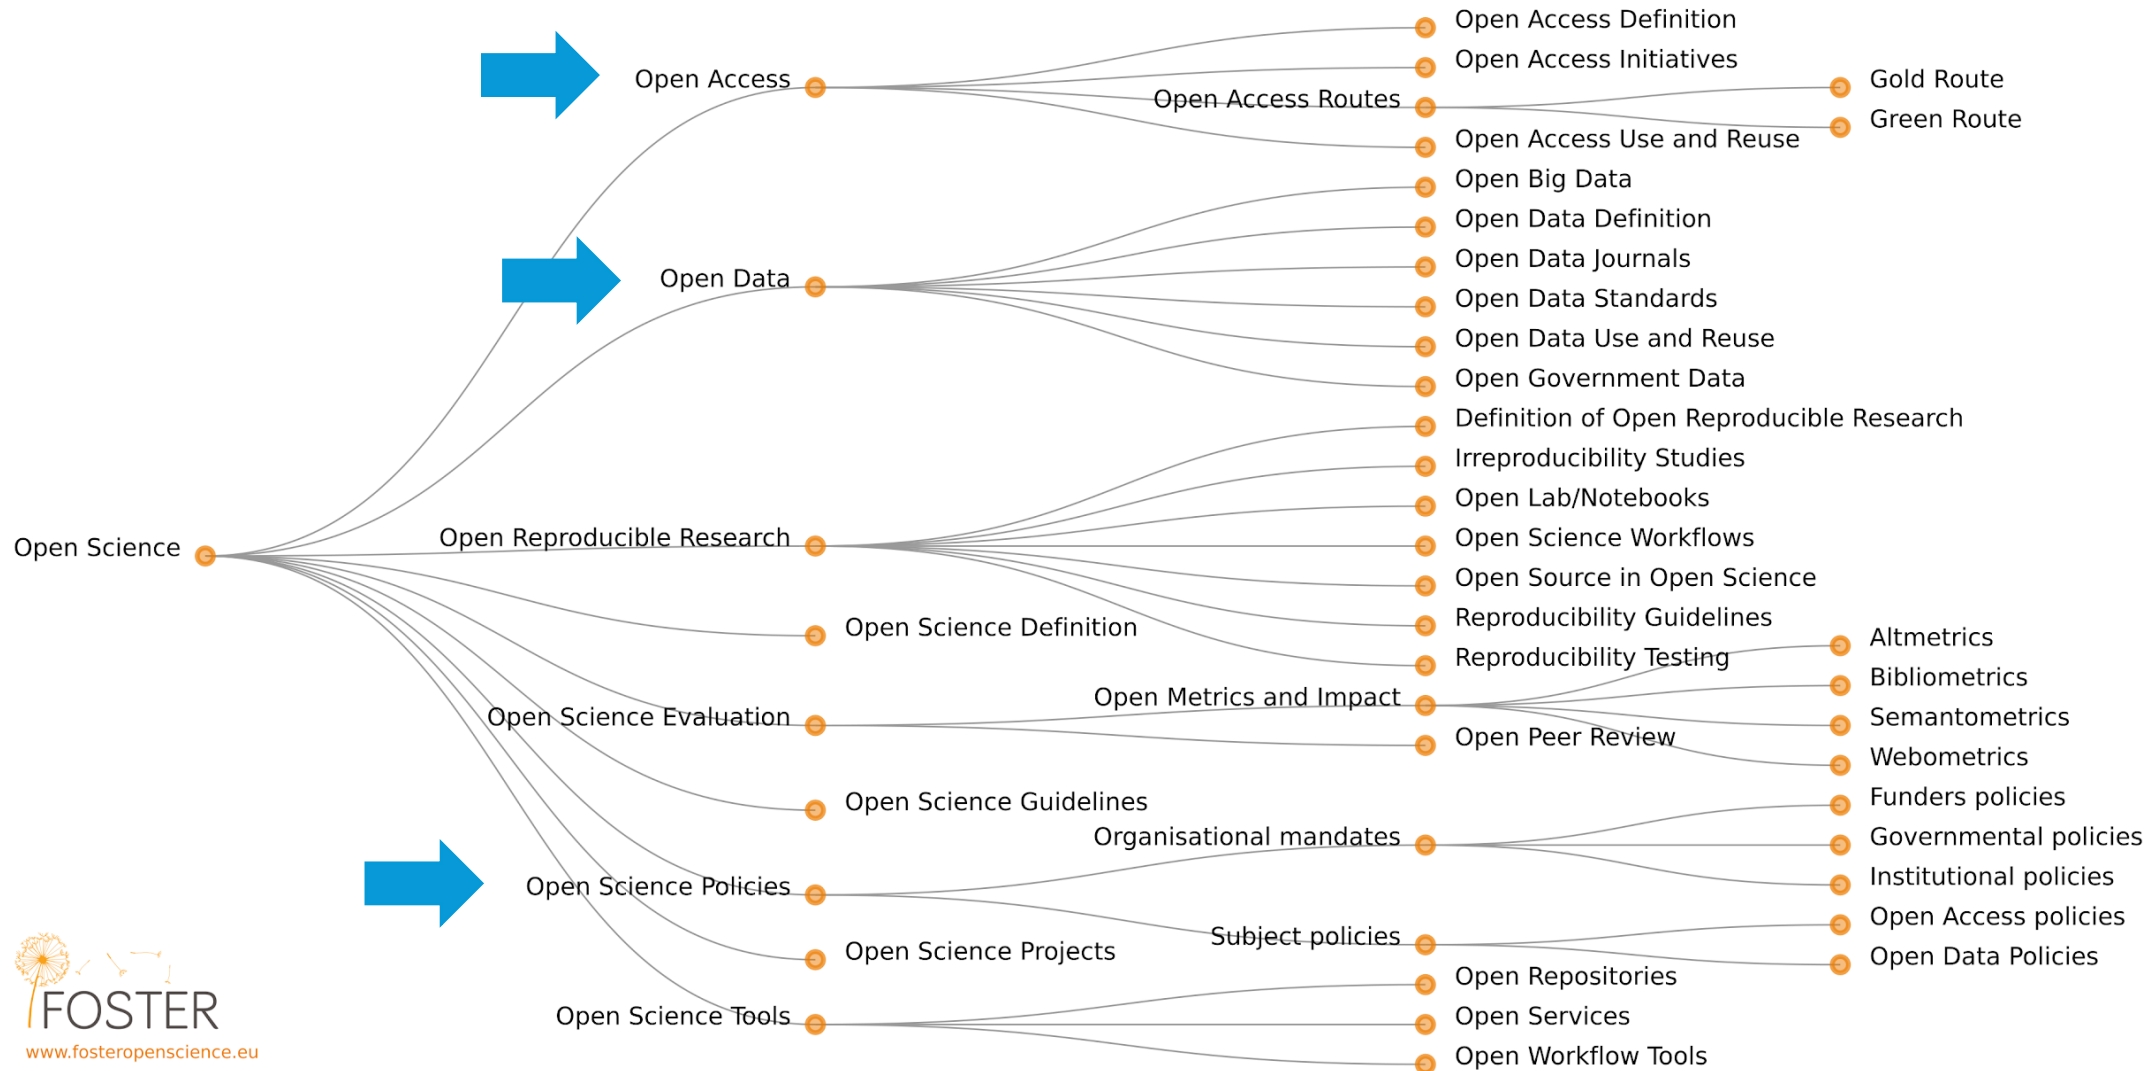 Open Access Definition
Open Access Initiatives
Open Access
Open Access Routes
Gold Route
Green Route
Open Access Use and Reuse
Open Big Data
Open Data Definition
Open Data Journals
Open Data
Open Data Standards
Open Data Use and Reuse
Open Government Data
Definition of Open Reproducible Research
Irreproducibility Studies
Open Lab/Notebooks
Open Science
Open Reproducible Research
Open Science Workflows
Open Source in Open Science
Reproducibility Guidelines
Reproducibility Testing
Open Science Definition
Open Science Evaluation
Open Metrics and Impact
Altmetrics
Bibliometrics
Semantometrics
Webometrics
Open Peer Review
Open Science Guidelines
Open Science Policies
Organisational mandates
Funders policies
Governmental policies
Institutional policies
Subject policies
Open Access policies
Open Data Policies
Open Science Projects
Open Science Tools
Open Repositories
Open Services
Open Workflow Tools
FOSTER
www.fosteropenscience.eu